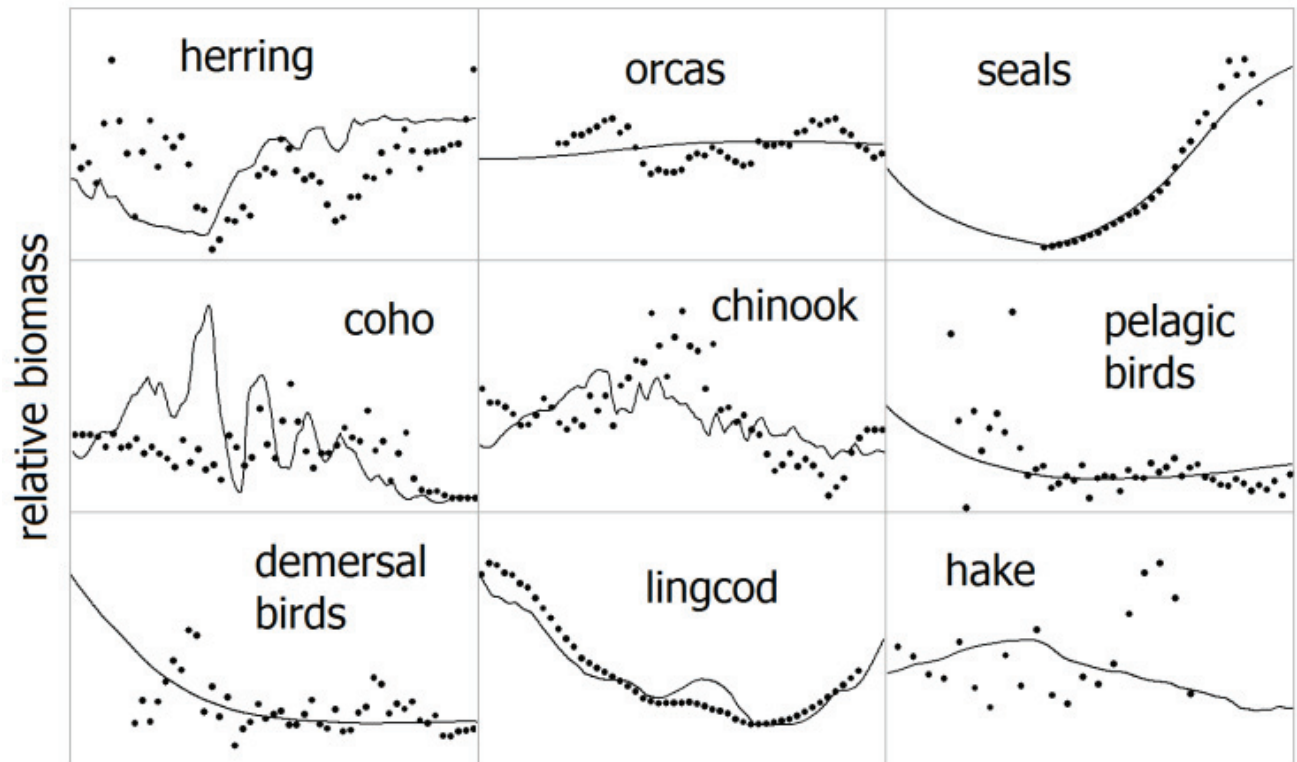 relative biomass
herring
orcas
seals
coho
chinook
pelagic
birds
demersal
birds
lingcod
hake